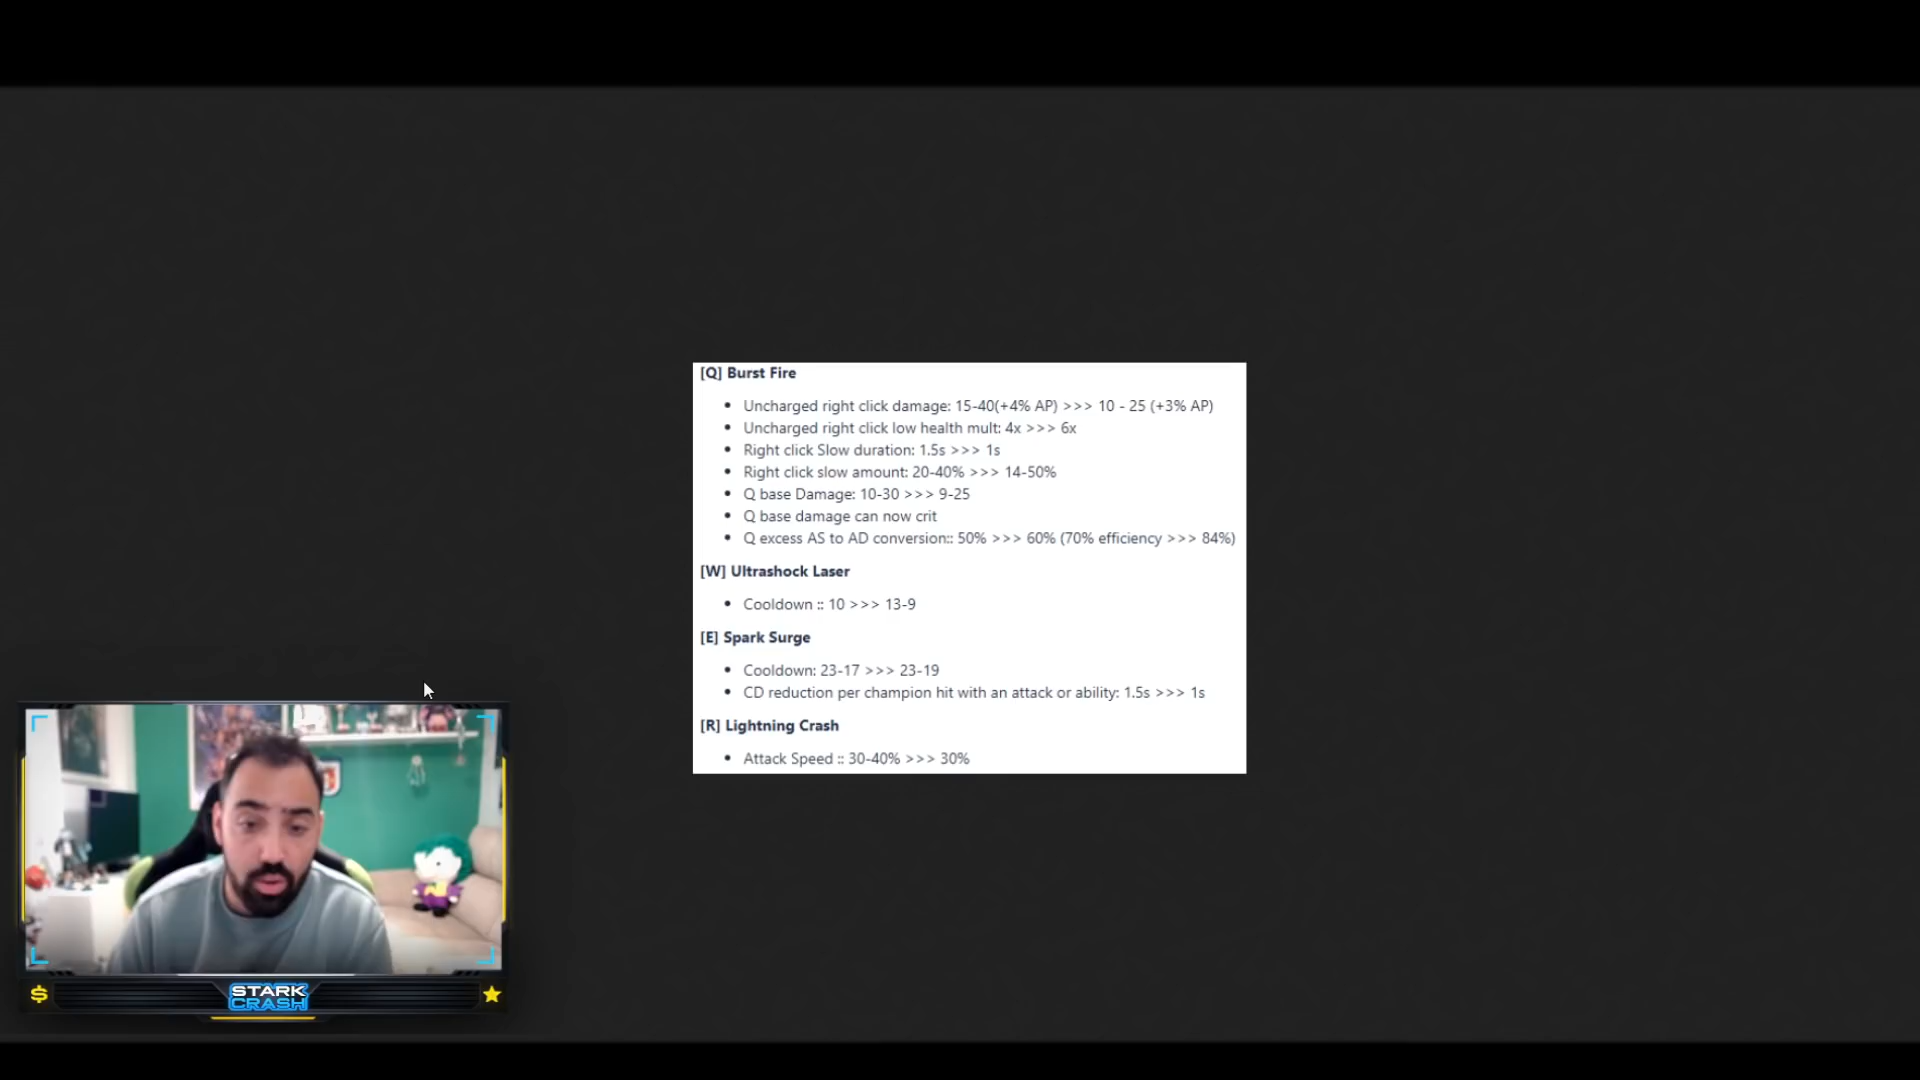 [Q] Burst Fire
Uncharged right click damage: 15-40(+4% AP) >>> 10 - 25 (+3% AP)
Uncharged right click low health mult: 4x >>> 6x
Right click Slow duration: 1.5s >>> 1s
Right click slow amount: 20-40% >>> 14-50%
Q base Damage: 10-30 >>> 9-25
Q base damage can now crit
Q excess AS to AD conversion:: 50% >>> 60% (70% efficiency >>> 84%)
[W] Ultrashock Laser
Cooldown :: 10 >>> 13-9
[E] Spark Surge
Cooldown: 23-17 >>> 23-19
CD reduction per champion hit with an attack or ability: 1.5s >>> 1s
[R] Lightning Crash
Attack Speed :: 30-40% >>> 30%
$
STARK
CRASH